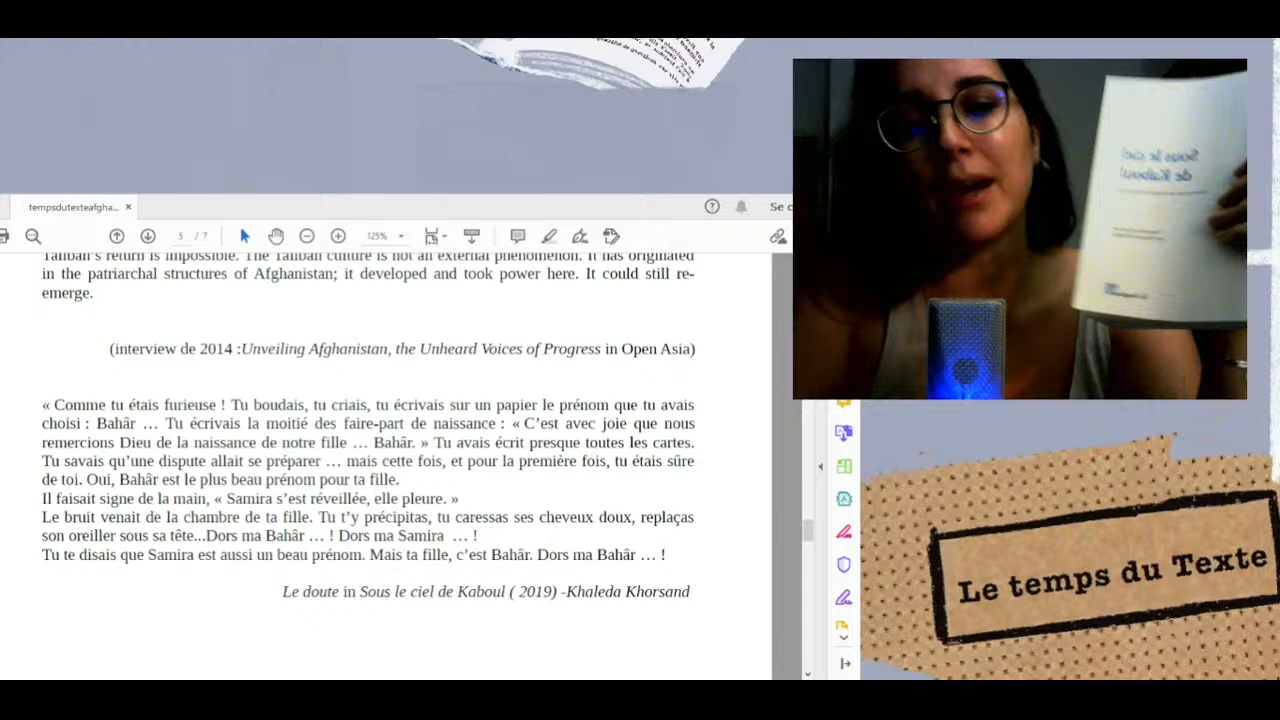 tempsdutexteafgha...
Se c
5 / 7
125%
Taliban's return is impossible. The Taliban culture is not an external phenomenon. It has originated
in the patriarchal structures of Afghanistan; it developed and took power here. It could still re-
emerge.
(interview de 2014 :Unveiling Afghanistan, the Unheard Voices of Progress in Open Asia)
« Comme tu étais furieuse ! Tu boudais, tu criais, tu écrivais sur un papier le prénom que tu avais
choisi : Bahâr … Tu écrivais la moitié des faire-part de naissance : « C'est avec joie que nous
remercions Dieu de la naissance de notre fille … Bahâr. » Tu avais écrit presque toutes les cartes.
Tu savais qu'une dispute allait se préparer … mais cette fois, et pour la première fois, tu étais sûre
de toi. Oui, Bahâr est le plus beau prénom pour ta fille.
Il faisait signe de la main, « Samira s'est réveillée, elle pleure. »
Le bruit venait de la chambre de ta fille. Tu t'y précipitas, tu caressas ses cheveux doux, replaças
son oreiller sous sa tête...Dors ma Bahâr … ! Dors ma Samira … !
Tu te disais que Samira est aussi un beau prénom. Mais ta fille, c'est Bahâr. Dors ma Bahâr … !
Le doute in Sous le ciel de Kaboul ( 2019) -Khaleda Khorsand
Sous le ciel
de Kaboul
Le temps du Texte